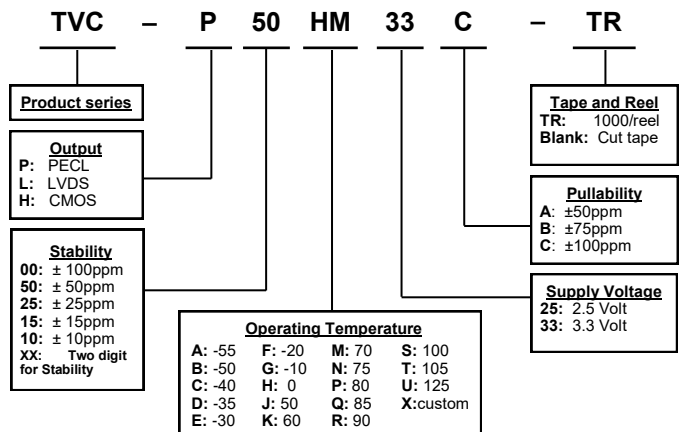 TVC – P 50 HM 33 C – TR
Product series
Output
P: PECL
L: LVDS
H: CMOS
Stability
00: ± 100ppm
50: ± 50ppm
25: ± 25ppm
15: ± 15ppm
10: ± 10ppm
XX: Two digit
for Stability
Operating Temperature
A: -55 F: -20 M: 70 S: 100
B: -50 G: -10 N: 75 T: 105
C: -40 H: 0 P: 80 U: 125
D: -35 J: 50 Q: 85 X:custom
E: -30 K: 60 R: 90
Tape and Reel
TR: 1000/reel
Blank: Cut tape
Pullability
A: ±50ppm
B: ±75ppm
C: ±100ppm
Supply Voltage
25: 2.5 Volt
33: 3.3 Volt